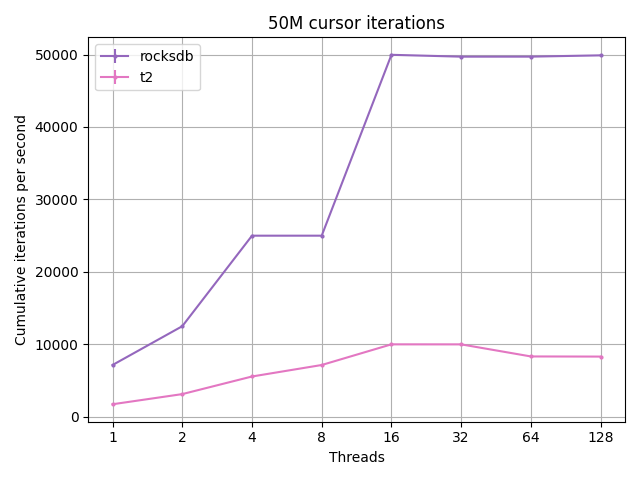 50M cursor iterations
rocksdb
t2
Cumulative iterations per second
50000
40000
30000
20000
10000
0
1 2 4 8 16 32 64 128
Threads